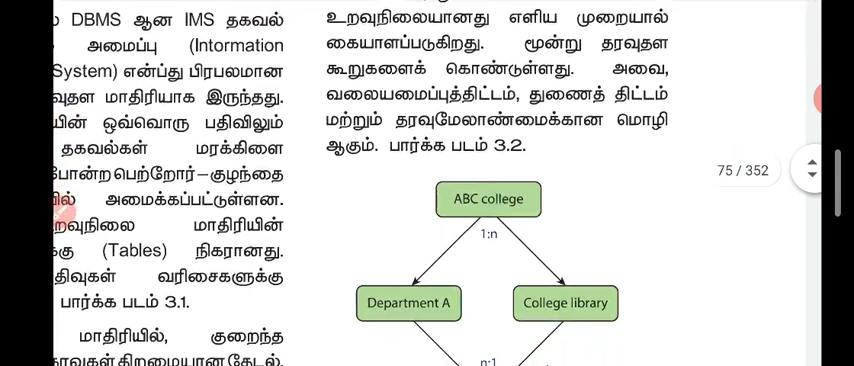 DBMS ஆன IMS தகவல்
அமைப்பு (Intormation
System) என்ப்து பிரபலமான
மாதிரியாக இருந்தது.
ஒவ்வொரு பதிவிலும்
தகவல்கள் மரக்கிளை
போன்ற பெற்றோர்–குழந்தை
அமைக்கப்பட்டுள்ளன.
மாதிரியின்
(Tables) நிகரானது.
வரிசைகளுக்கு
பார்க்க படம் 3.1.
மாதிரியில், குறைந்த
உறவுநிலையானது எளிய முறையால்
கையாளப்படுகிறது. மூன்று தரவுதள
கூறுகளைக் கொண்டுள்ளது. அவை,
வலையமைப்புத்திட்டம், துணைத் திட்டம்
மற்றும் தரவுமேலாண்மைக்கான மொழி
ஆகும். பார்க்க படம் 3.2.
ABC college
1:n
Department A
College library
n:1
75 / 352